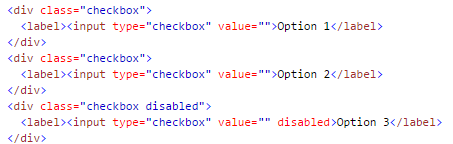 <div class="checkbox">
  <label><input type="checkbox" value="">Option 1</label>
</div>
<div class="checkbox">
  <label><input type="checkbox" value="">Option 2</label>
</div>
<div class="checkbox disabled">
  <label><input type="checkbox" value="" disabled>Option 3</label>
</div>